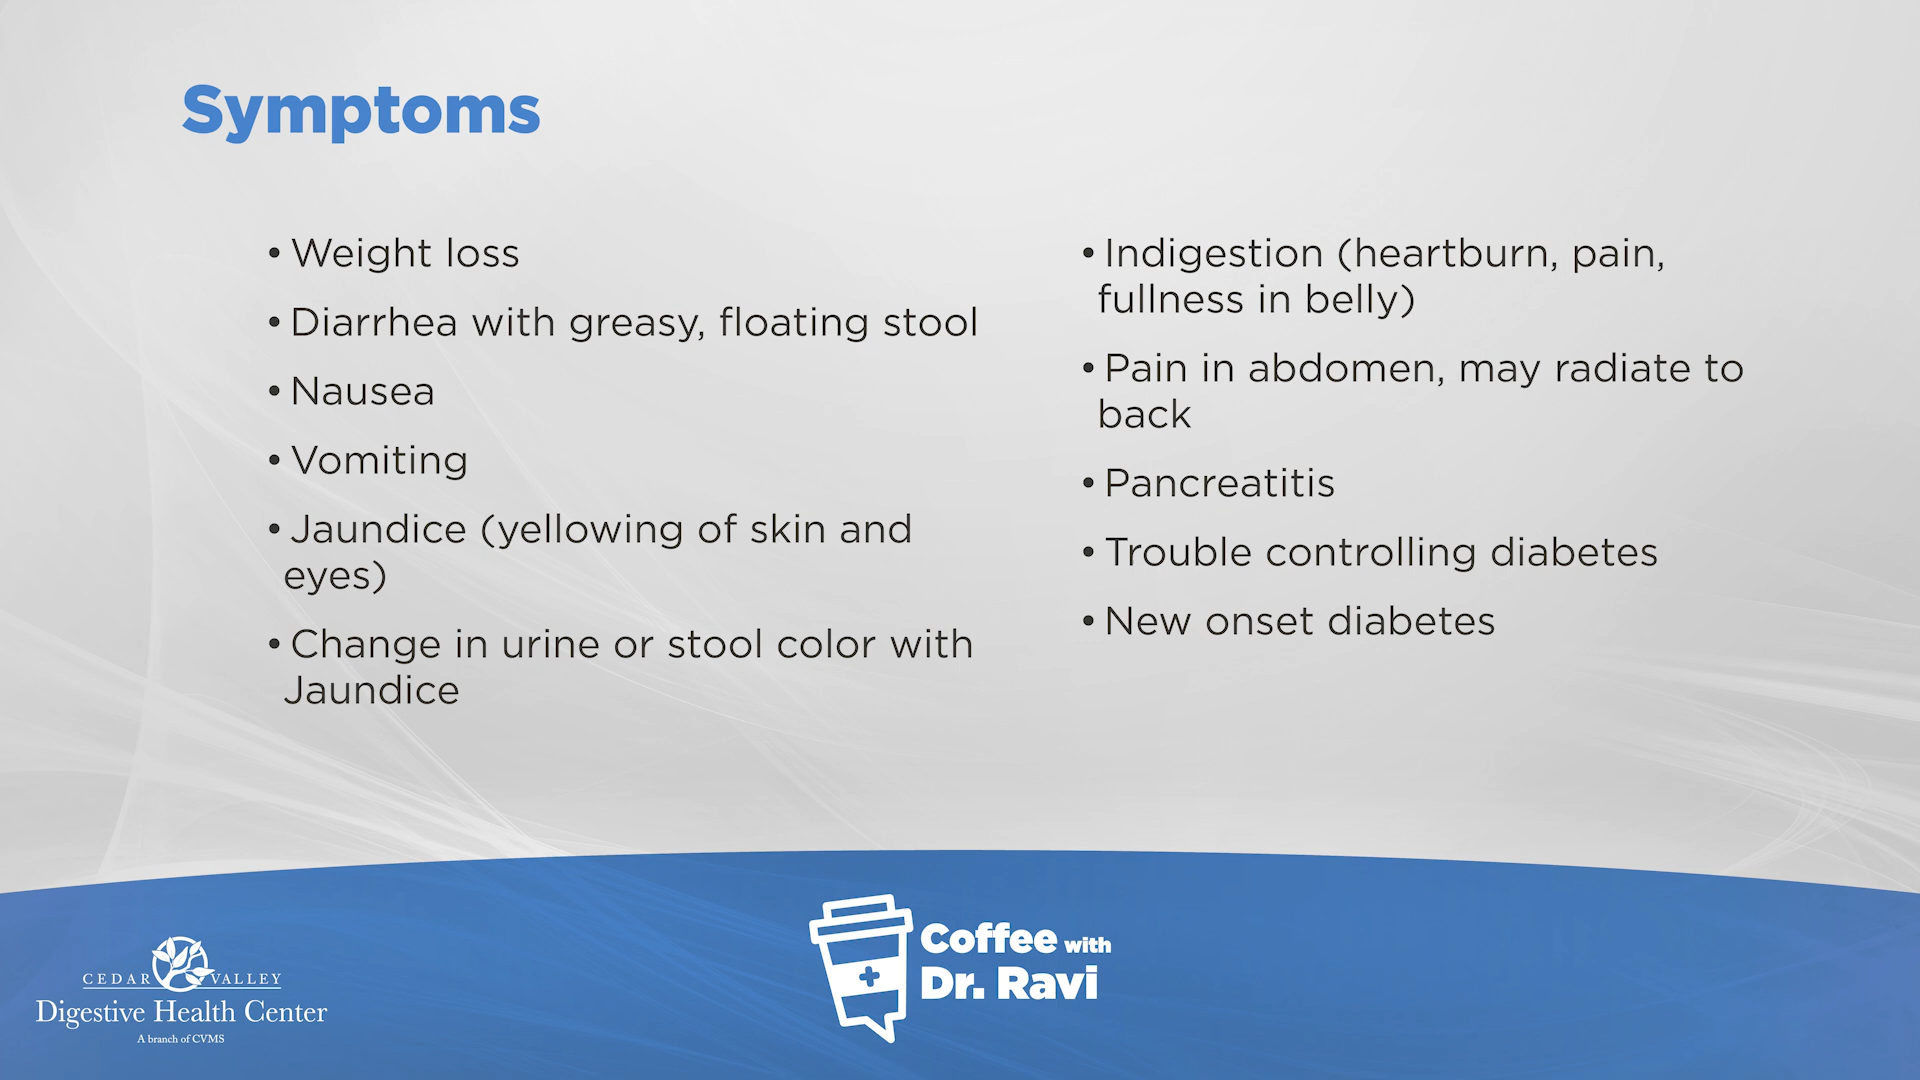 Symptoms
• Weight loss
• Diarrhea with greasy, floating stool
• Nausea
• Vomiting
• Jaundice (yellowing of skin and
eyes)
• Change in urine or stool color with
Jaundice
• Indigestion (heartburn, pain,
fullness in belly)
• Pain in abdomen, may radiate to
back
• Pancreatitis
• Trouble controlling diabetes
• New onset diabetes
CEDAR VALLEY
Digestive Health Center
A branch of CVMS
Coffee with
Dr. Ravi